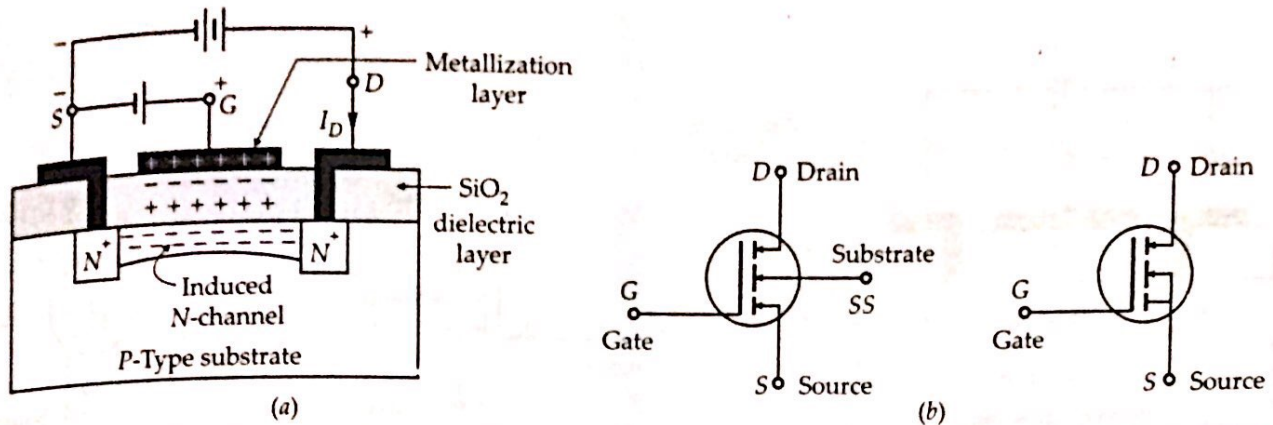 − +
− S + G D
Metallization
layer
I_D
+ + + + + +
− − − − − −
+ + + + + +
SiO₂
dielectric
layer
N⁺ N⁺
Induced
N-channel
P-Type substrate
(a)
D Drain
Substrate
SS
G
Gate
S Source
D Drain
G
Gate
S Source
(b)